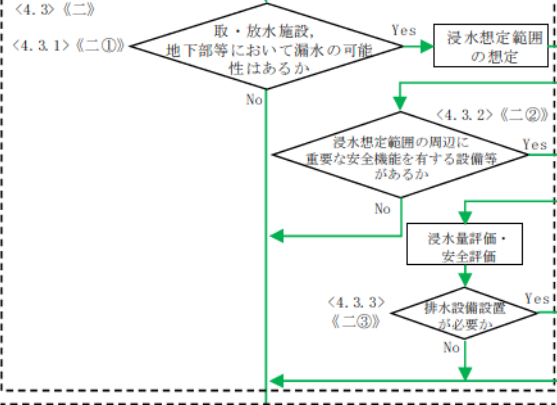 <4.3>《二》
<4.3.1>《二①》
取・放水施設,
地下部等において漏水の可能
性はあるか
Yes
浸水想定範囲
の想定
No
<4.3.2>《二②》
浸水想定範囲の周辺に
重要な安全機能を有する設備等
があるか
Yes
No
浸水量評価・
安全評価
<4.3.3>
《二③》
排水設備設置
が必要か
Yes
No